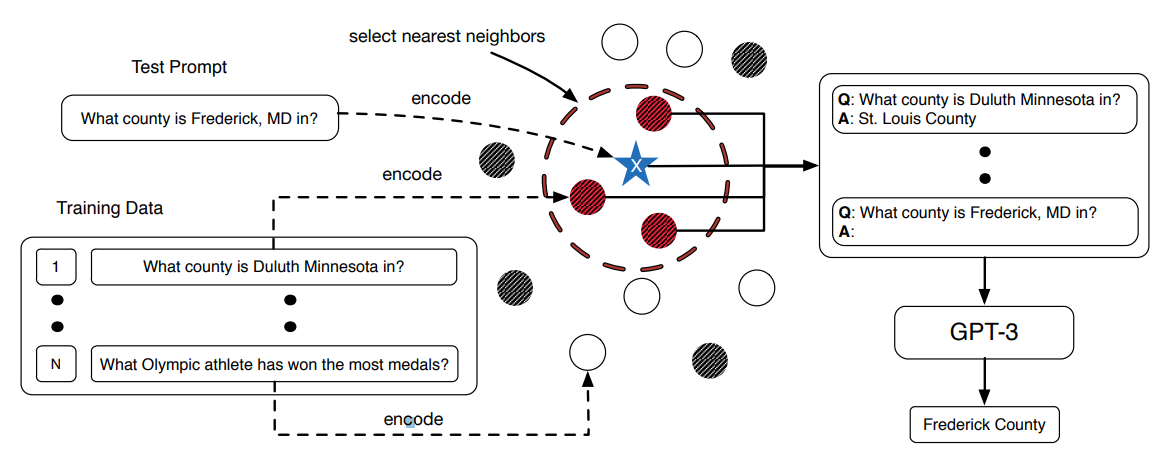 select nearest neighbors
Test Prompt
encode
What county is Frederick, MD in?
X
Q: What county is Duluth Minnesota in?
A: St. Louis County
encode
Training Data
Q: What county is Frederick, MD in?
A:
1
What county is Duluth Minnesota in?
GPT-3
N
What Olympic athlete has won the most medals?
encode
Frederick County